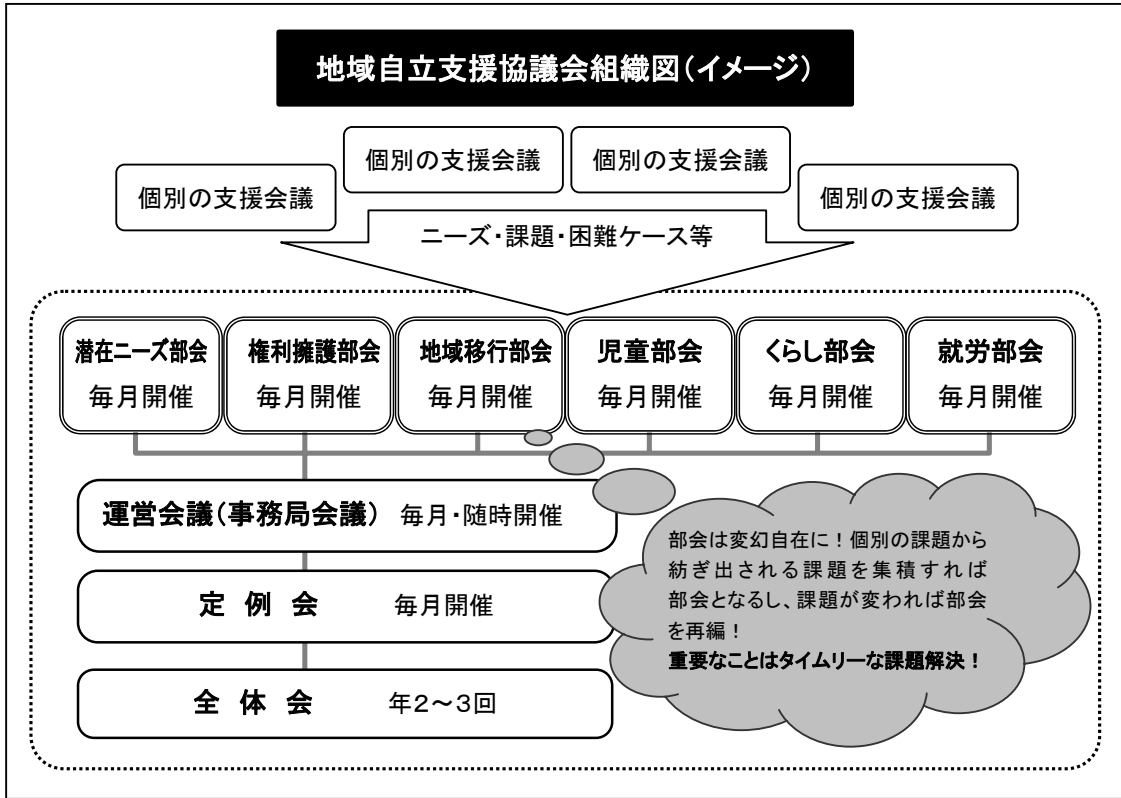 地域自立支援協議会組織図(イメージ)
個別の支援会議
個別の支援会議
個別の支援会議
個別の支援会議
ニーズ・課題・困難ケース等
潜在ニーズ部会
毎月開催
権利擁護部会
毎月開催
地域移行部会
毎月開催
児童部会
毎月開催
くらし部会
毎月開催
就労部会
毎月開催
運営会議(事務局会議) 毎月・随時開催
定 例 会 毎月開催
全 体 会 年2~3回
部会は変幻自在に!個別の課題から
紡ぎ出される課題を集積すれば
部会となるし、課題が変われば部会
を再編!
重要なことはタイムリーな課題解決!